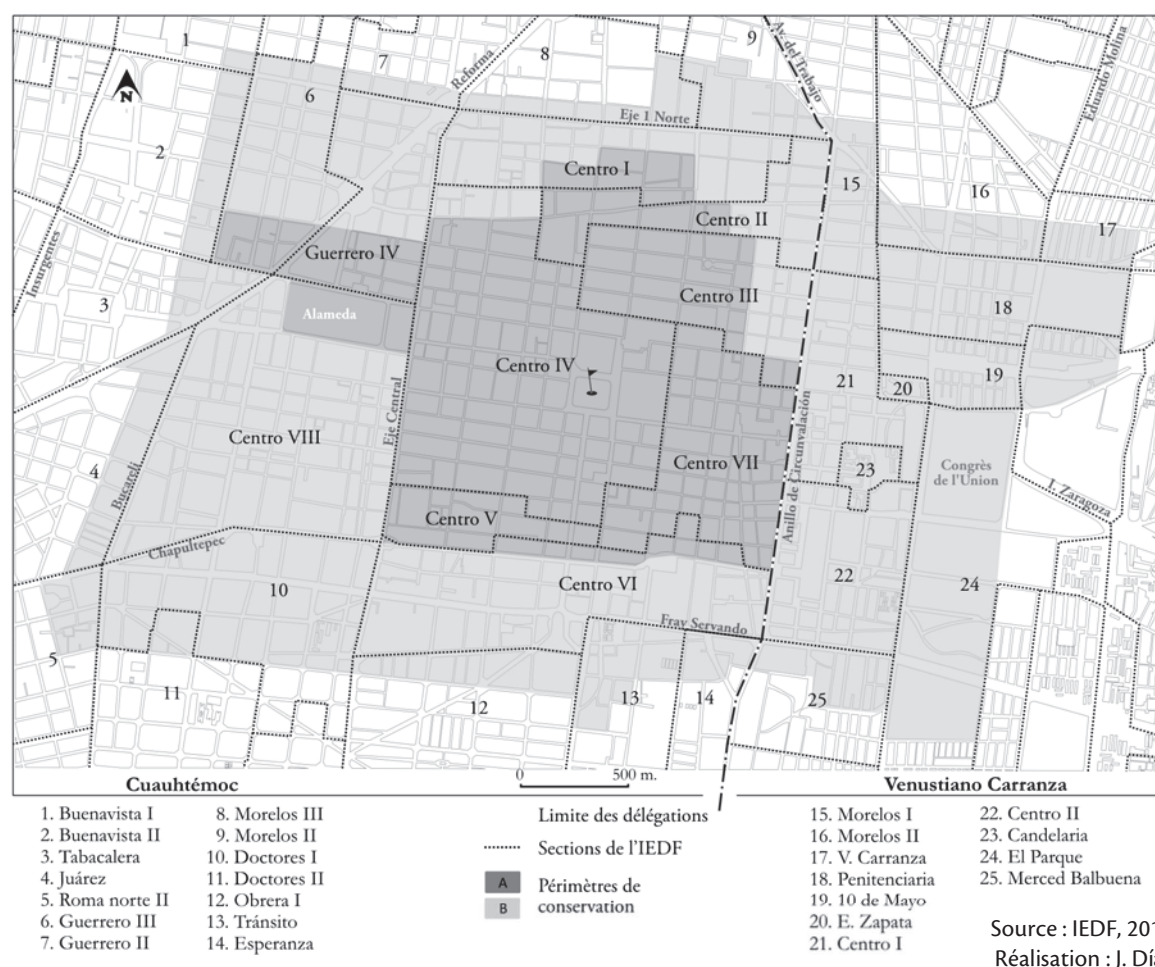 1
7
8
9
Av. del Trabajo
Eduardo Molina
Reforma
N
6
Eje 1 Norte
2
Centro I
15
16
Centro II
17
Insurgentes
Guerrero IV
3
Alameda
Centro III
18
Centro IV
21
20
19
Eje Central
Centro VIII
Anillo de Circunvalación
4
Bucareli
Centro VII
23
Congrès
de l'Union
I. Zaragoza
Centro V
Chapultepec
10
Centro VI
22
24
Fray Servando
5
11
12
13
14
25
0 500 m.
Cuauhtémoc
1. Buenavista I
2. Buenavista II
3. Tabacalera
4. Juárez
5. Roma norte II
6. Guerrero III
7. Guerrero II
8. Morelos III
9. Morelos II
10. Doctores I
11. Doctores II
12. Obrera I
13. Tránsito
14. Esperanza
Limite des délégations
Sections de l'IEDF
A
B
Périmètres de
conservation
Venustiano Carranza
15. Morelos I
16. Morelos II
17. V. Carranza
18. Penitenciaria
19. 10 de Mayo
20. E. Zapata
21. Centro I
22. Centro II
23. Candelaria
24. El Parque
25. Merced Balbuena
Source : IEDF, 201
Réalisation : J. Día